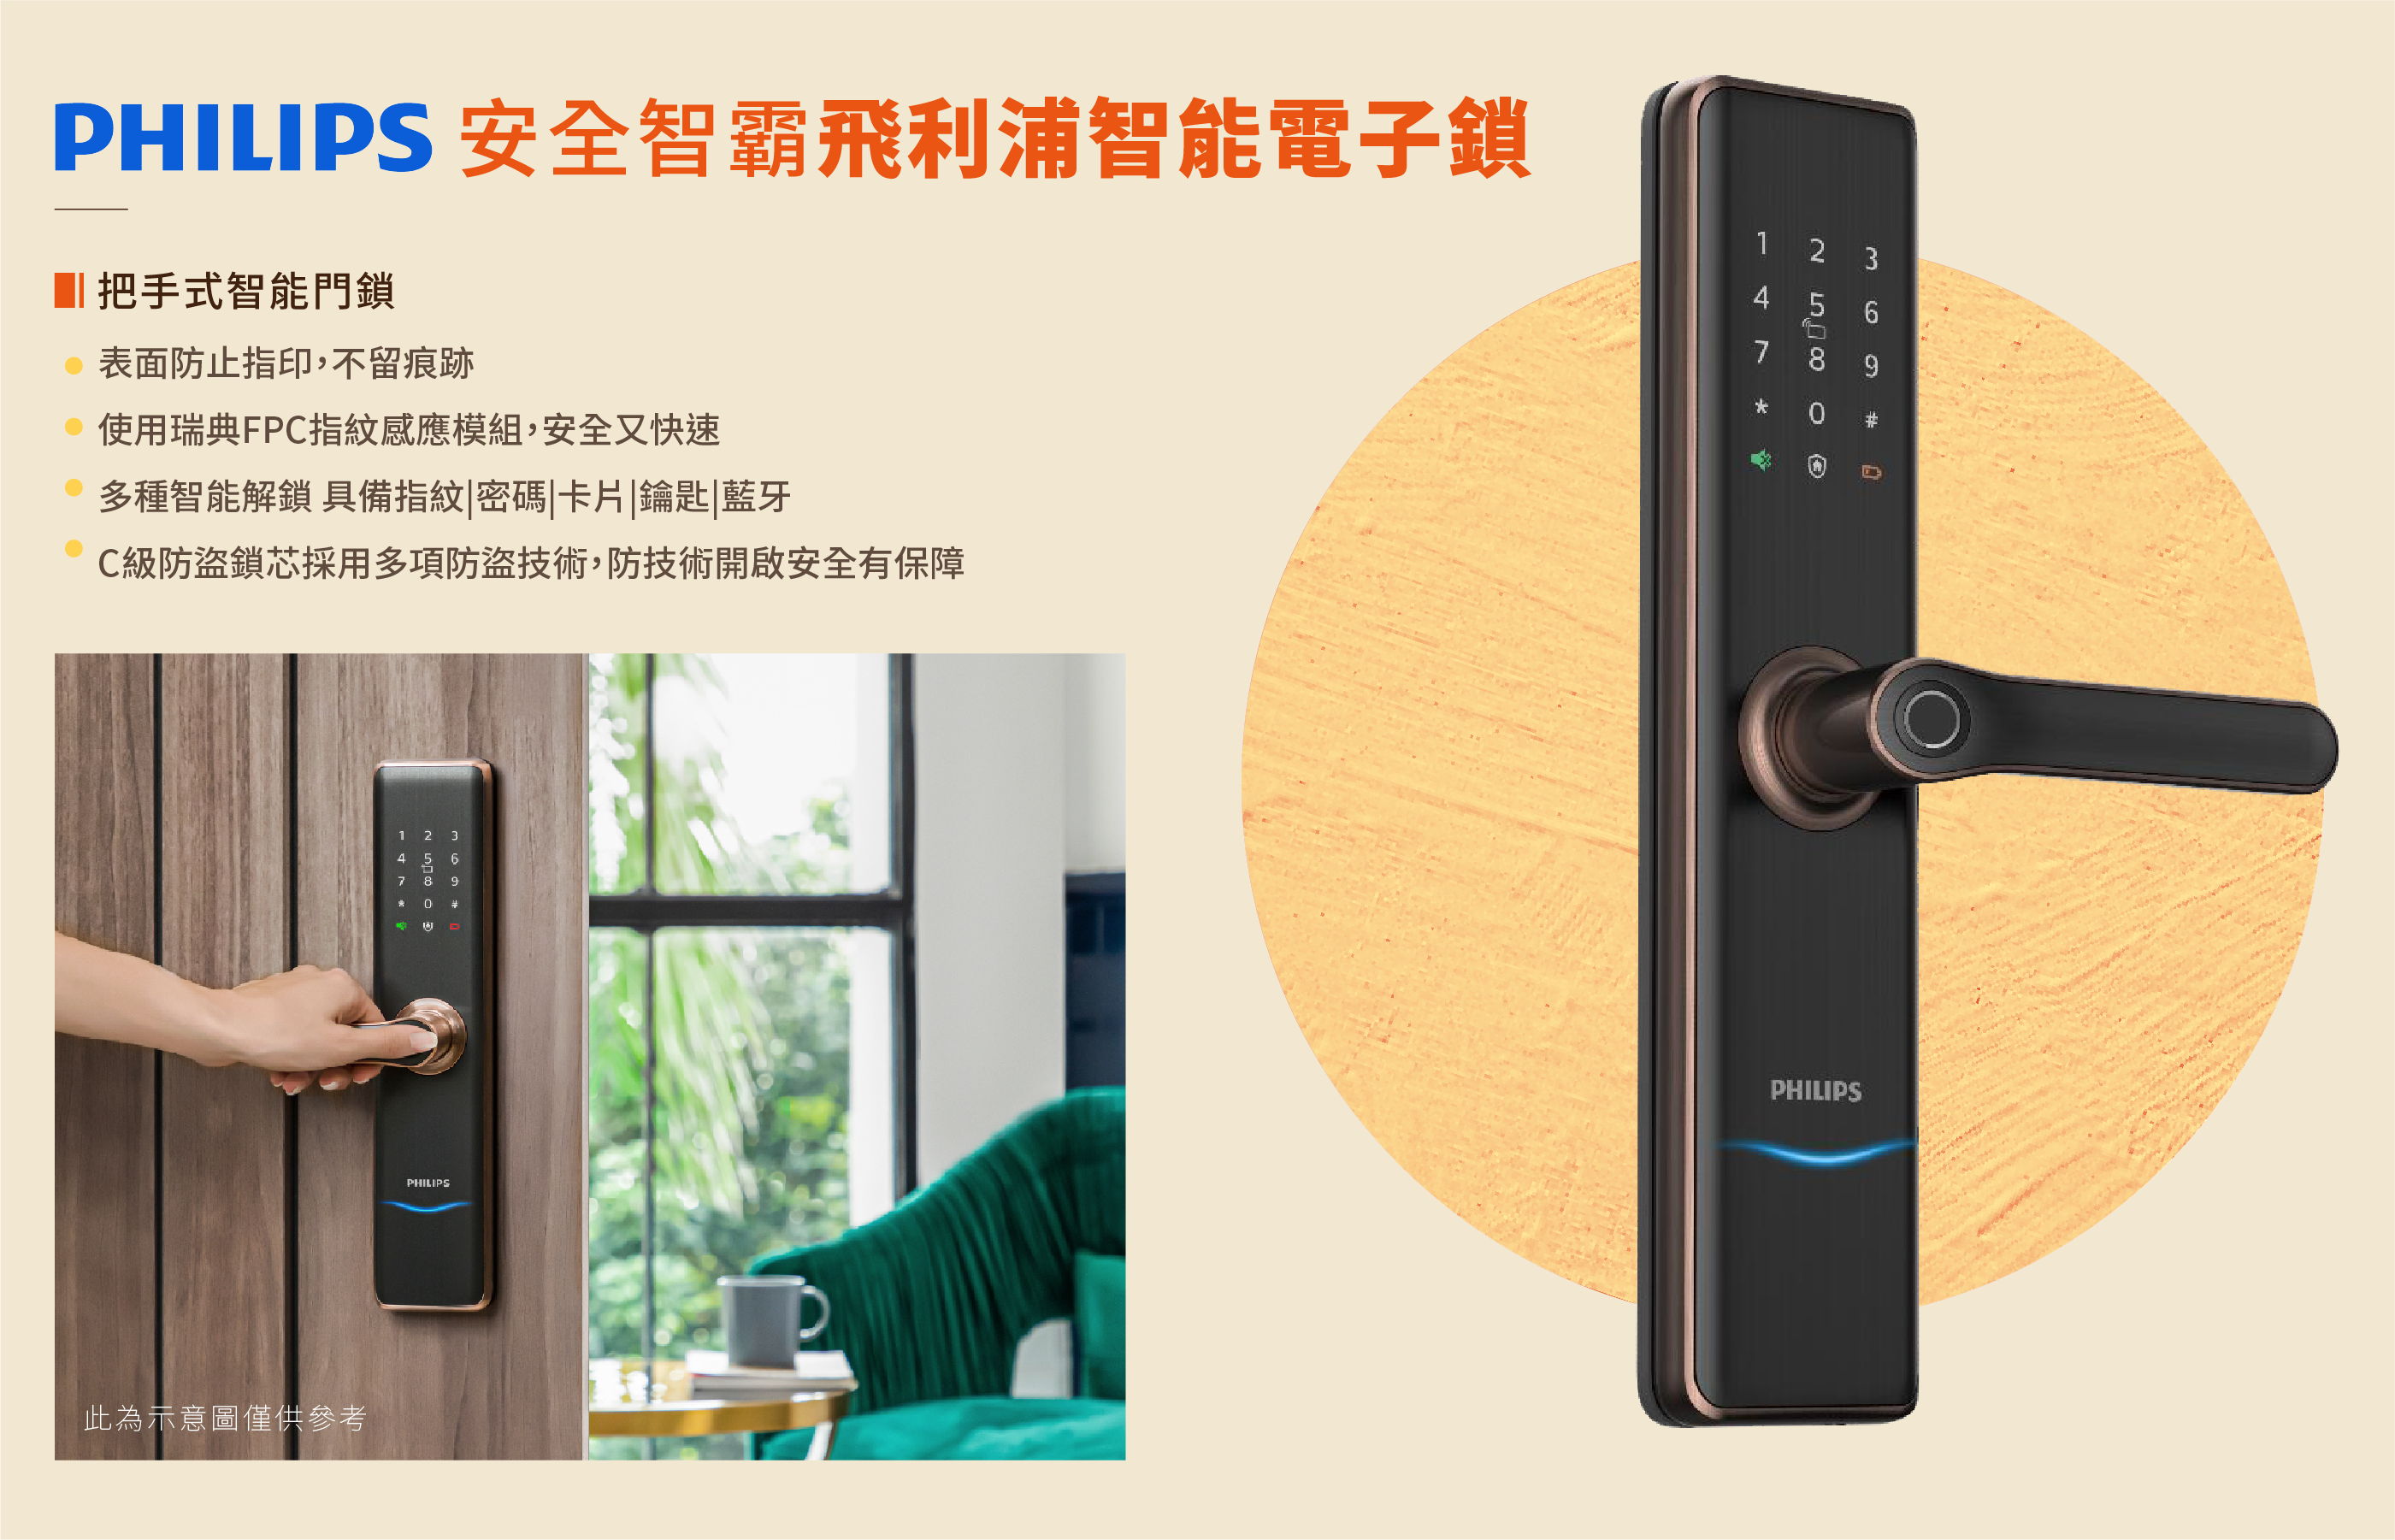 PHILIPS 安全智霸飛利浦智能電子鎖
把手式智能門鎖
表面防止指印,不留痕跡
使用瑞典FPC指紋感應模組,安全又快速
多種智能解鎖 具備指紋|密碼|卡片|鑰匙|藍牙
C級防盜鎖芯採用多項防盜技術,防技術開啟安全有保障
1 2 3
4 5 6
7 8 9
* 0 #
PHILIPS
此為示意圖僅供參考
1 2 3
4 5 6
7 8 9
* 0 #
PHILIPS